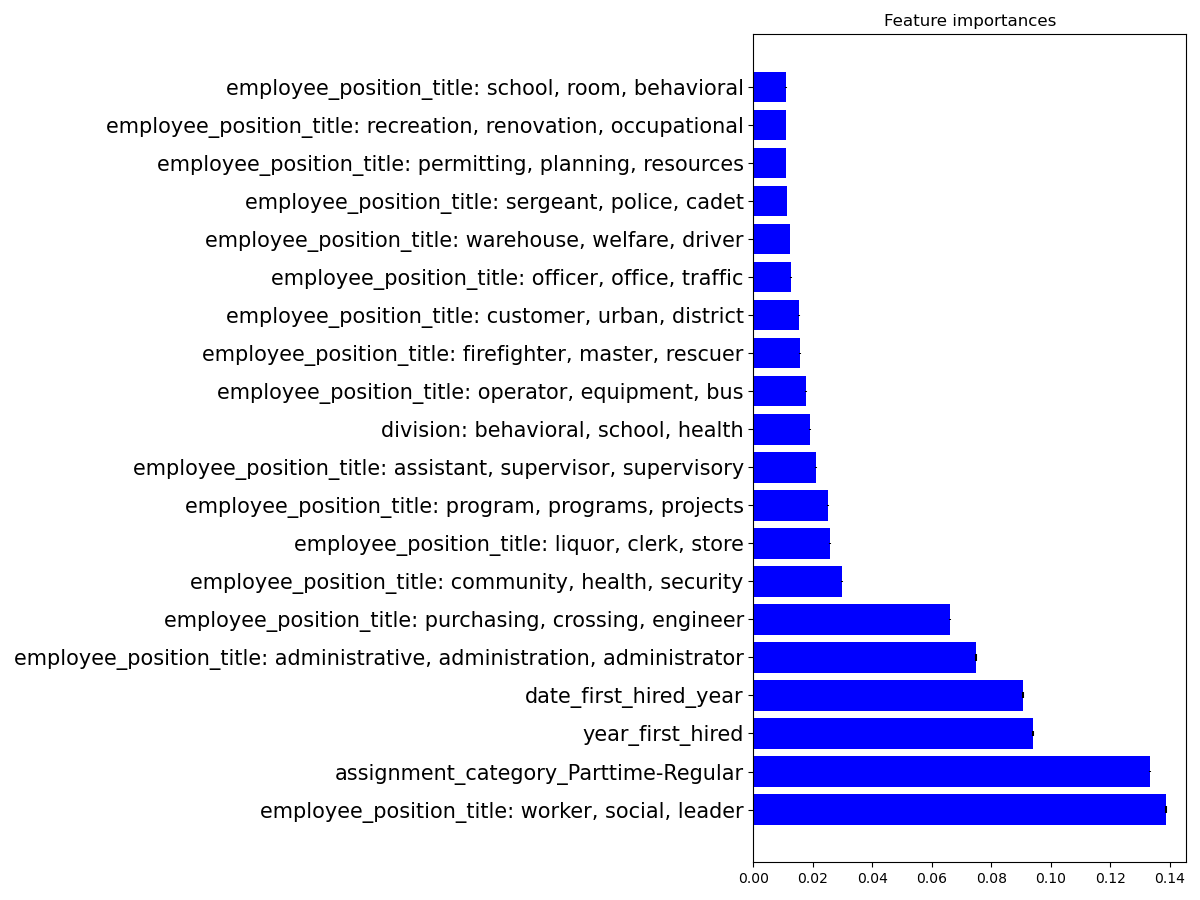 Feature importances
employee_position_title: school, room, behavioral
employee_position_title: recreation, renovation, occupational
employee_position_title: permitting, planning, resources
employee_position_title: sergeant, police, cadet
employee_position_title: warehouse, welfare, driver
employee_position_title: officer, office, traffic
employee_position_title: customer, urban, district
employee_position_title: firefighter, master, rescuer
employee_position_title: operator, equipment, bus
division: behavioral, school, health
employee_position_title: assistant, supervisor, supervisory
employee_position_title: program, programs, projects
employee_position_title: liquor, clerk, store
employee_position_title: community, health, security
employee_position_title: purchasing, crossing, engineer
employee_position_title: administrative, administration, administrator
date_first_hired_year
year_first_hired
assignment_category_Parttime-Regular
employee_position_title: worker, social, leader
0.00 0.02 0.04 0.06 0.08 0.10 0.12 0.14